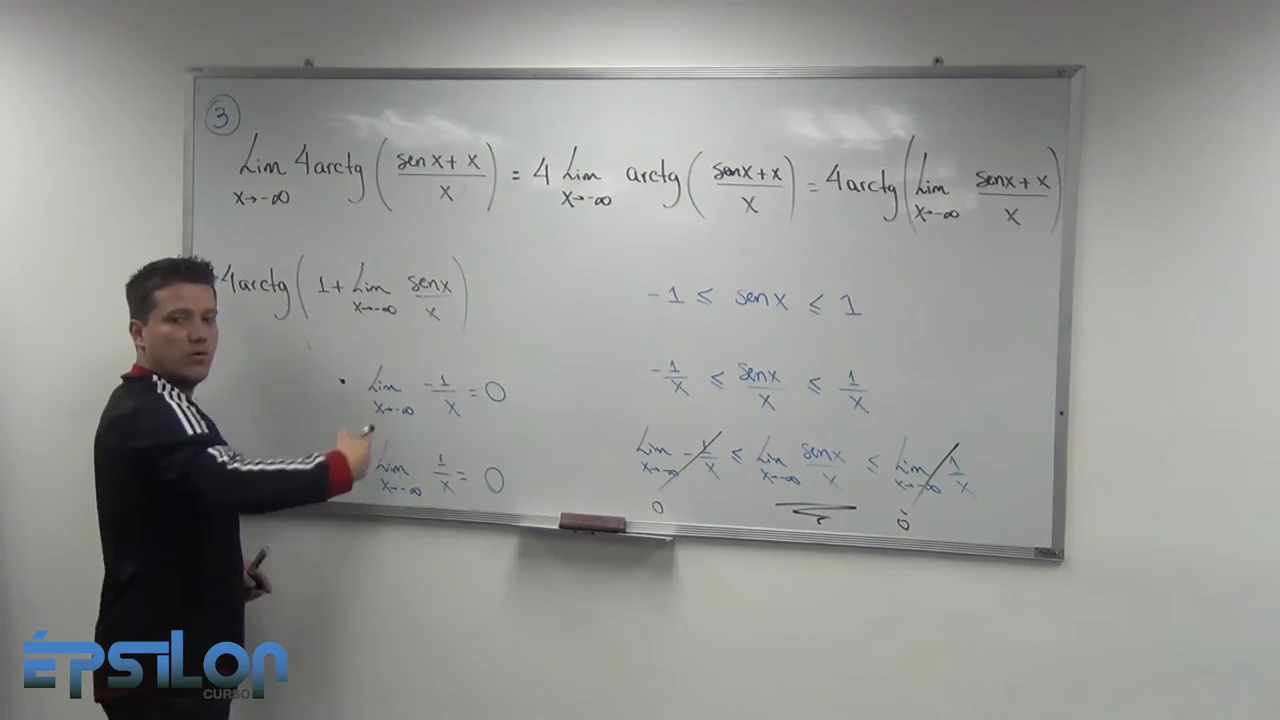 3
Lim x→-∞ 4arctg (senx+x / x) = 4 Lim x→-∞ arctg (senx+x / x) = 4arctg (Lim x→-∞ senx+x / x)
4arctg (1 + Lim x→-∞ senx / x)
-1 ≤ senx ≤ 1
• Lim x→-∞ -1/x = 0
-1/x ≤ senx/x ≤ 1/x
Lim x→-∞ 1/x = 0
Lim x→-∞ -1/x ≤ Lim x→-∞ senx/x ≤ Lim x→-∞ 1/x
0 0
ÉPSILON
CURSO